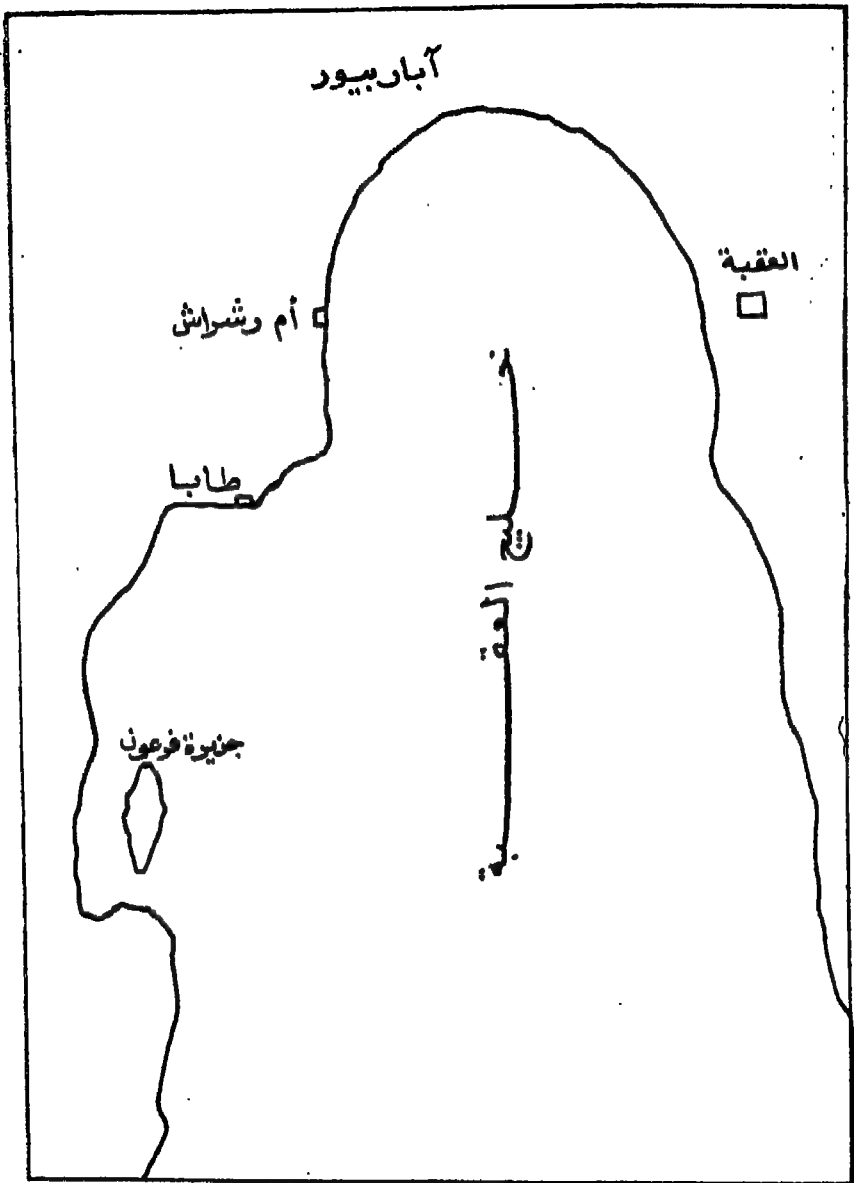 آبار بيور
العقبة
أم رشراش
طابا
خليج العقبة
جزيرة فرعون